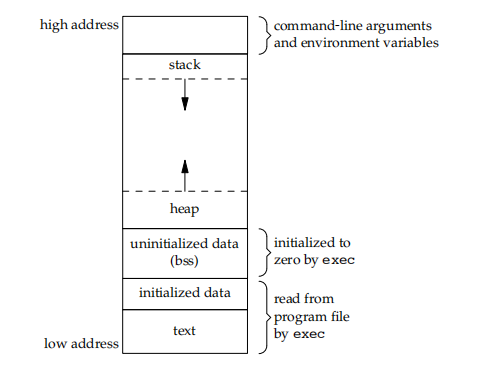 high address
command-line arguments
and environment variables
stack
heap
uninitialized data
(bss)
initialized to
zero by exec
initialized data
read from
program file
by exec
text
low address